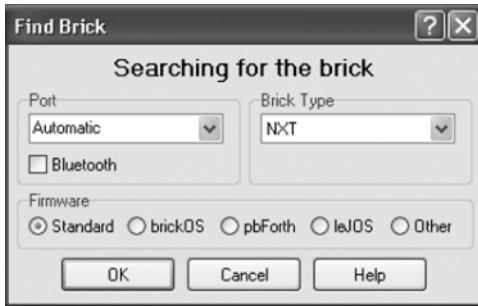 Find Brick
Searching for the brick
Port
Brick Type
Automatic
NXT
Bluetooth
Firmware
Standard brickOS pbForth leJOS Other
OK Cancel Help